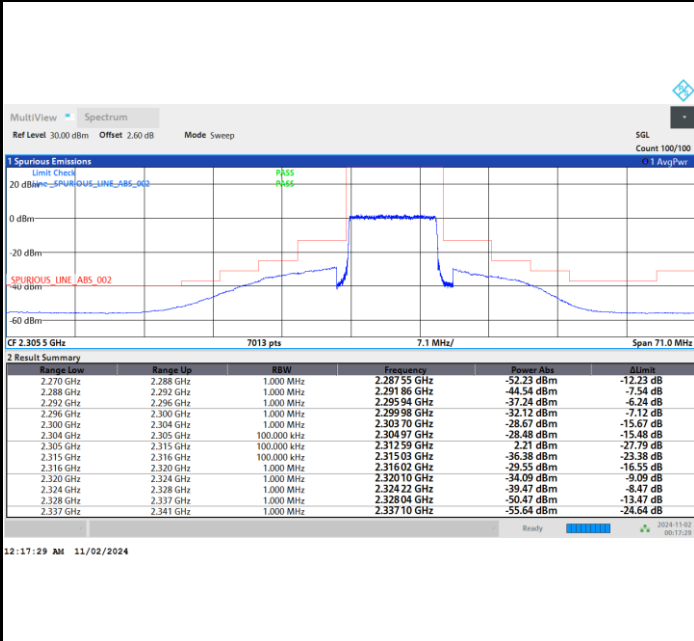 MultiView Spectrum
Ref Level 30.00 dBm Offset 2.60 dB Mode Sweep SGL
Count 100/100
1 Spurious Emissions 1 AvgPwr
Limit Check PASS
Line _SPURIOUS_LINE_ABS_002 PASS
20 dBm
0 dBm
-20 dBm
_SPURIOUS_LINE_ABS_002
-40 dBm
-60 dBm
CF 2.305 5 GHz 7013 pts 7.1 MHz/ Span 71.0 MHz
2 Result Summary
Range Low Range Up RBW Frequency Power Abs ΔLimit
2.270 GHz 2.288 GHz 1.000 MHz 2.287 55 GHz -52.23 dBm -12.23 dB
2.288 GHz 2.292 GHz 1.000 MHz 2.291 86 GHz -44.54 dBm -7.54 dB
2.292 GHz 2.296 GHz 1.000 MHz 2.295 94 GHz -37.24 dBm -6.24 dB
2.296 GHz 2.300 GHz 1.000 MHz 2.299 98 GHz -32.12 dBm -7.12 dB
2.300 GHz 2.304 GHz 1.000 MHz 2.303 70 GHz -28.67 dBm -15.67 dB
2.304 GHz 2.305 GHz 100.000 kHz 2.304 97 GHz -28.48 dBm -15.48 dB
2.305 GHz 2.315 GHz 100.000 kHz 2.312 59 GHz 2.21 dBm -27.79 dB
2.315 GHz 2.316 GHz 100.000 kHz 2.315 03 GHz -36.38 dBm -23.38 dB
2.316 GHz 2.320 GHz 1.000 MHz 2.316 02 GHz -29.55 dBm -16.55 dB
2.320 GHz 2.324 GHz 1.000 MHz 2.320 10 GHz -34.09 dBm -9.09 dB
2.324 GHz 2.328 GHz 1.000 MHz 2.324 22 GHz -39.47 dBm -8.47 dB
2.328 GHz 2.337 GHz 1.000 MHz 2.328 04 GHz -50.47 dBm -13.47 dB
2.337 GHz 2.341 GHz 1.000 MHz 2.337 10 GHz -55.64 dBm -24.64 dB
Ready 2024-11-02
00:17:29
12:17:29 AM 11/02/2024